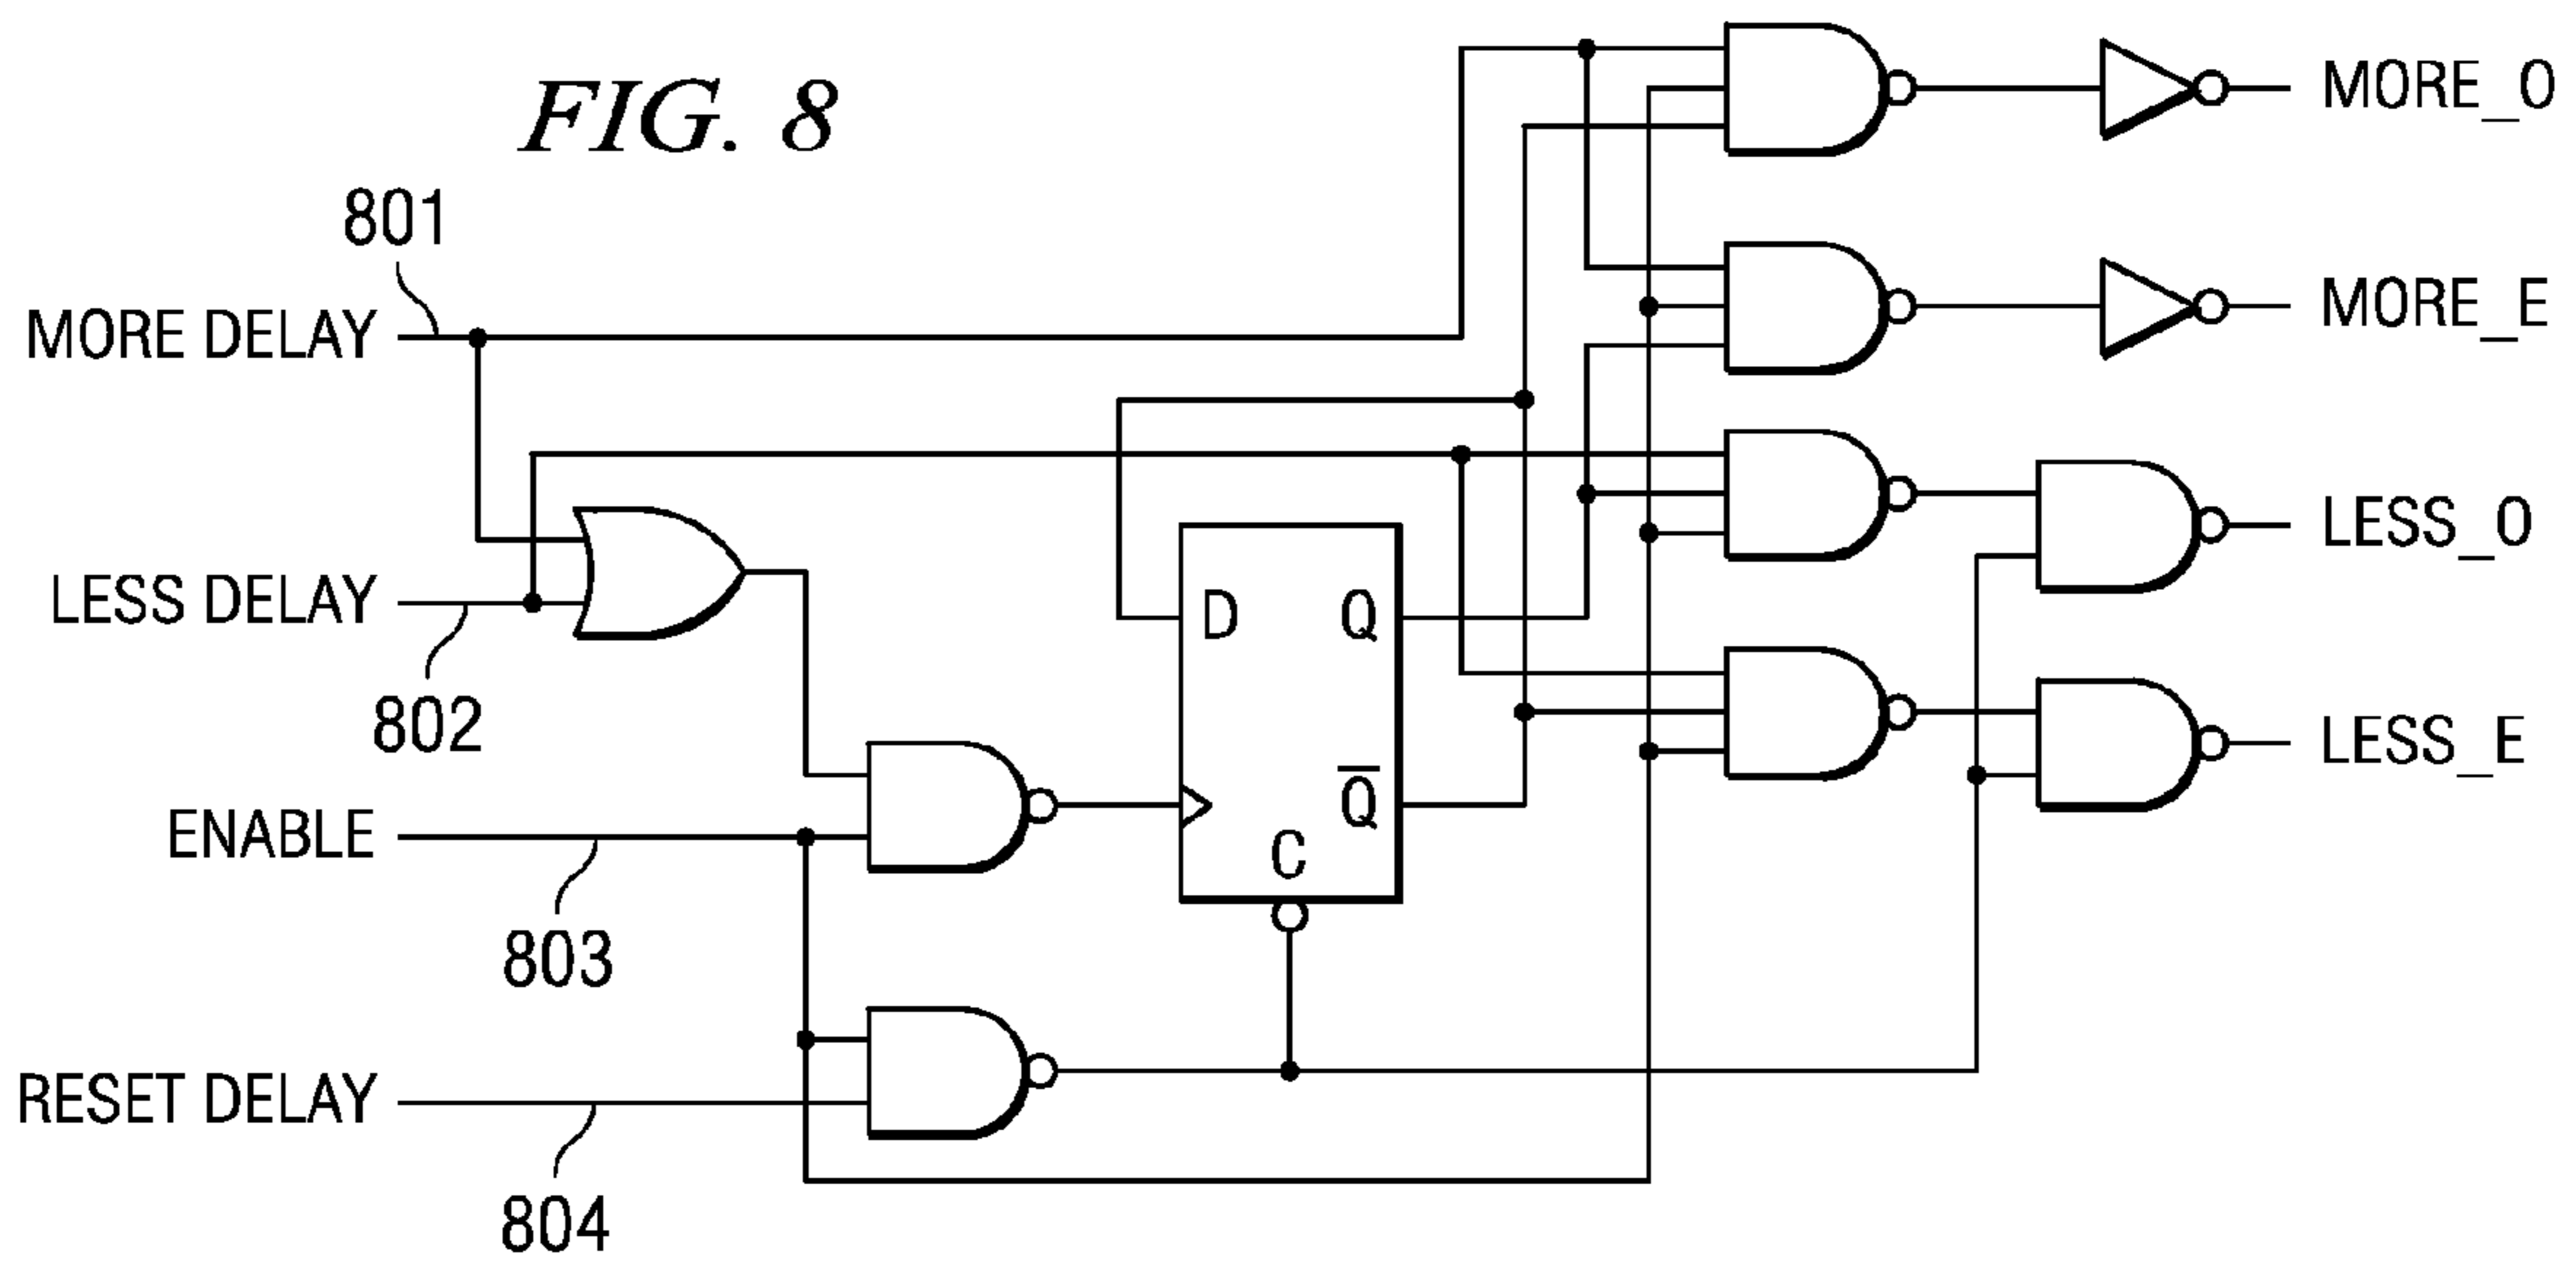 FIG. 8
801
MORE DELAY
LESS DELAY
802
ENABLE
803
RESET DELAY
804
D
Q
Q̅
C
MORE_O
MORE_E
LESS_O
LESS_E